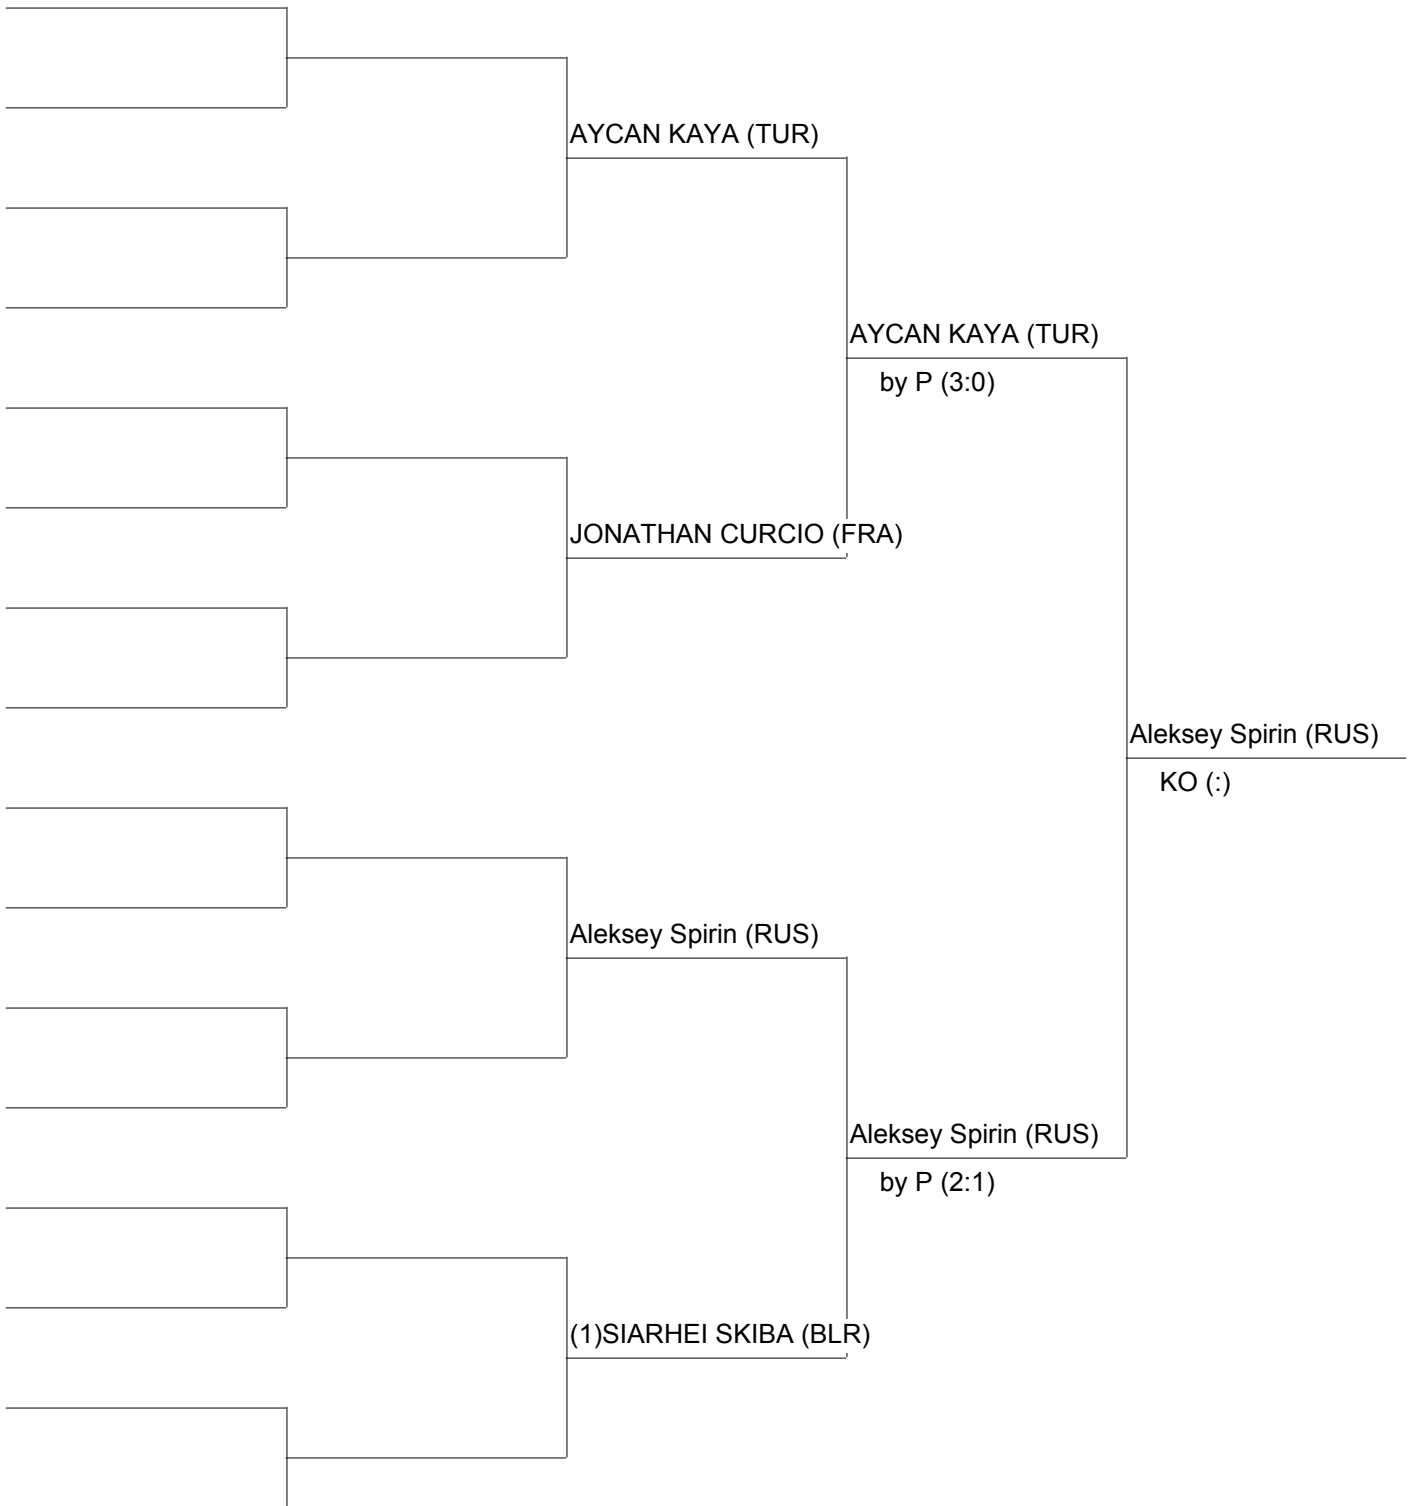 AYCAN KAYA (TUR)
AYCAN KAYA (TUR)
by P (3:0)
JONATHAN CURCIO (FRA)
Aleksey Spirin (RUS)
KO (:)
Aleksey Spirin (RUS)
Aleksey Spirin (RUS)
by P (2:1)
(1)SIARHEI SKIBA (BLR)